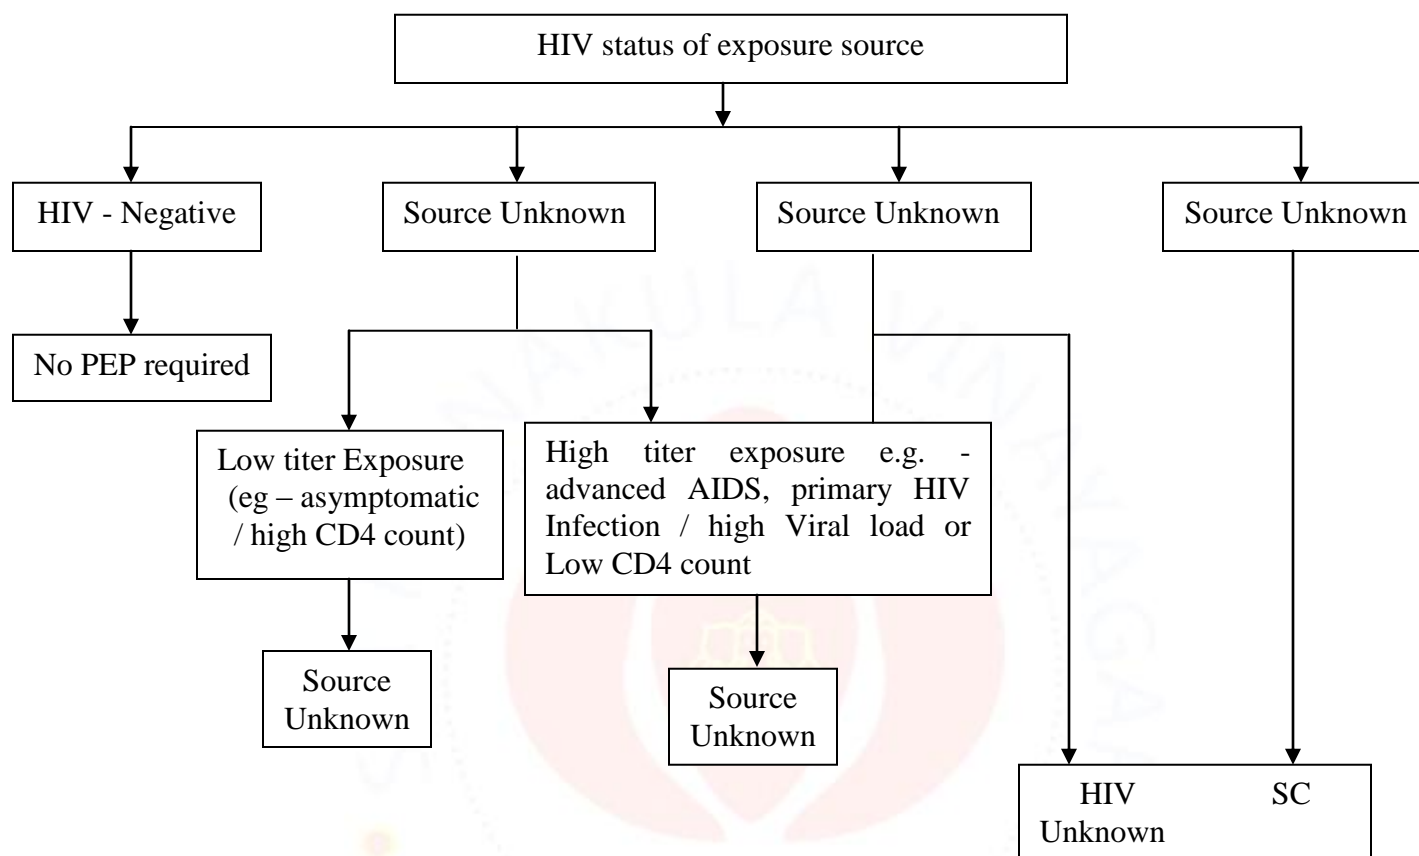 HIV status of exposure source
HIV - Negative
Source Unknown
Source Unknown
Source Unknown
No PEP required
Low titer Exposure
(eg – asymptomatic
/ high CD4 count)
High titer exposure e.g. -
advanced AIDS, primary HIV
Infection / high Viral load or
Low CD4 count
Source
Unknown
Source
Unknown
HIV SC
Unknown
NAKULA VINAYAGA
S